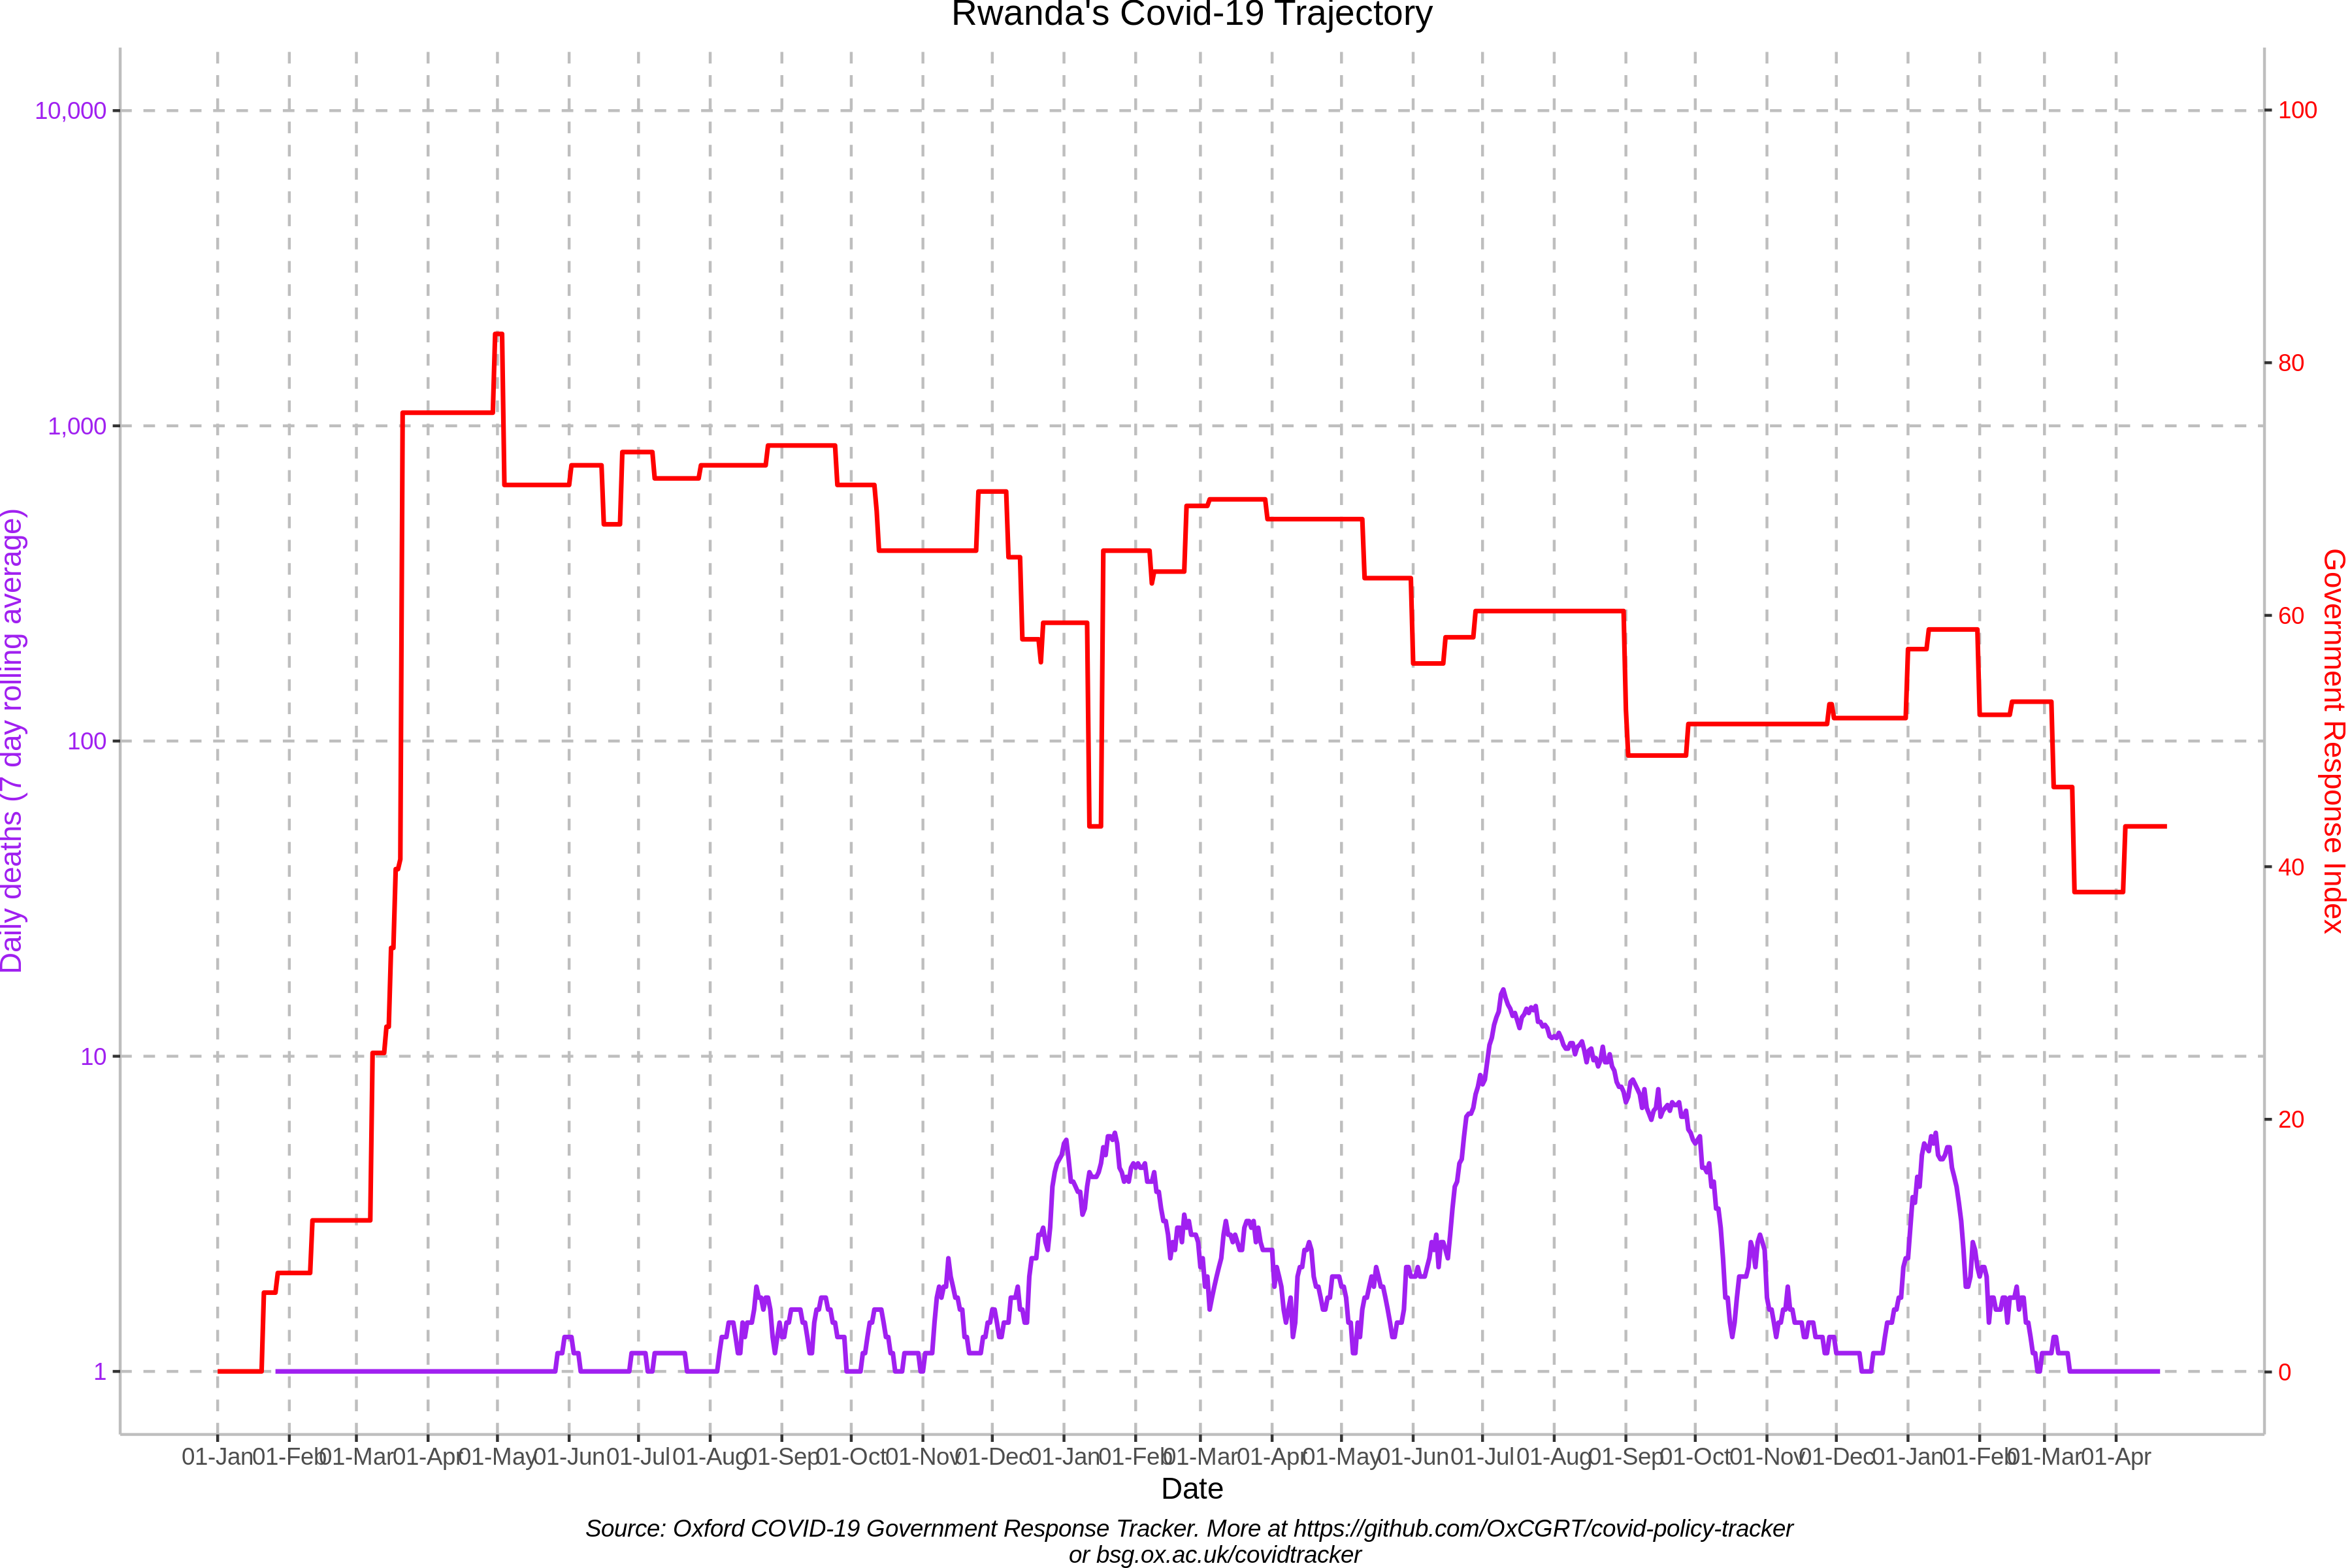 Rwanda's Covid-19 Trajectory
10,000
1,000
100
10
1
100
80
60
40
20
0
Daily deaths (7 day rolling average)
Government Response Index
01-Jan 01-Feb 01-Mar 01-Apr 01-May 01-Jun 01-Jul 01-Aug 01-Sep 01-Oct 01-Nov 01-Dec 01-Jan 01-Feb 01-Mar 01-Apr 01-May 01-Jun 01-Jul 01-Aug 01-Sep 01-Oct 01-Nov 01-Dec 01-Jan 01-Feb 01-Mar 01-Apr
Date
Source: Oxford COVID-19 Government Response Tracker. More at https://github.com/OxCGRT/covid-policy-tracker
or bsg.ox.ac.uk/covidtracker